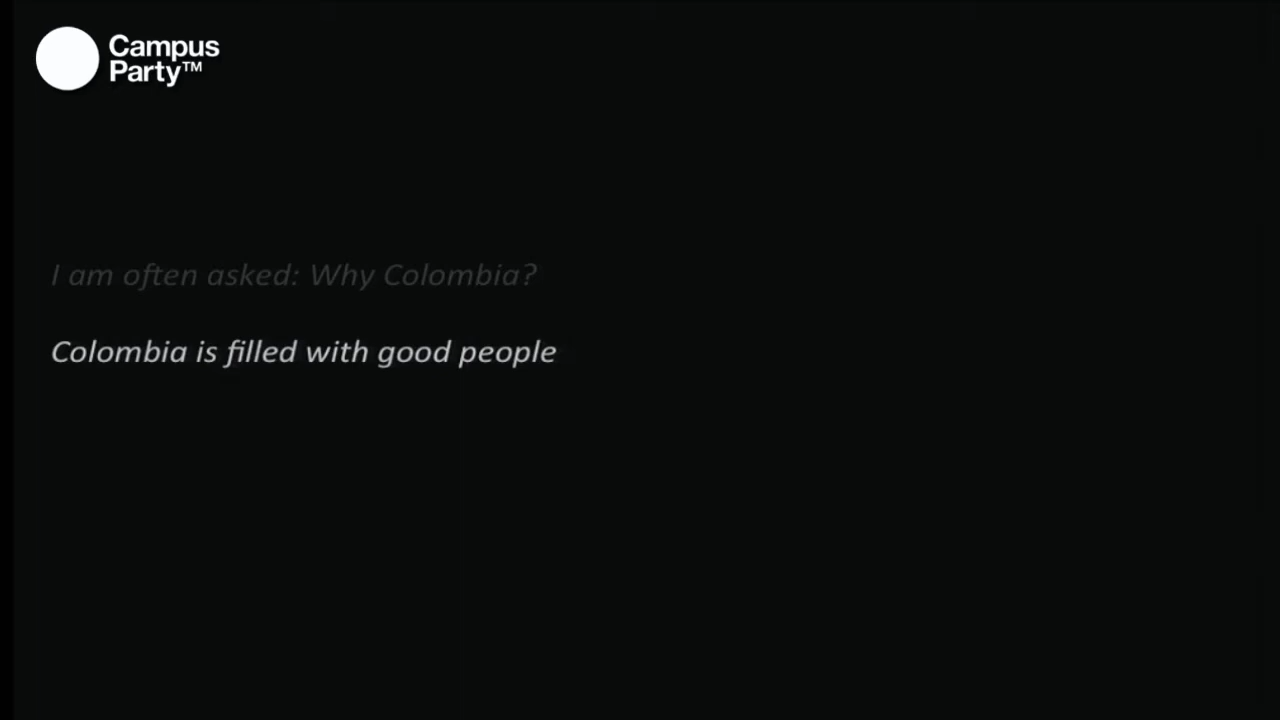 Campus
Party™
I am often asked: Why Colombia?
Colombia is filled with good people